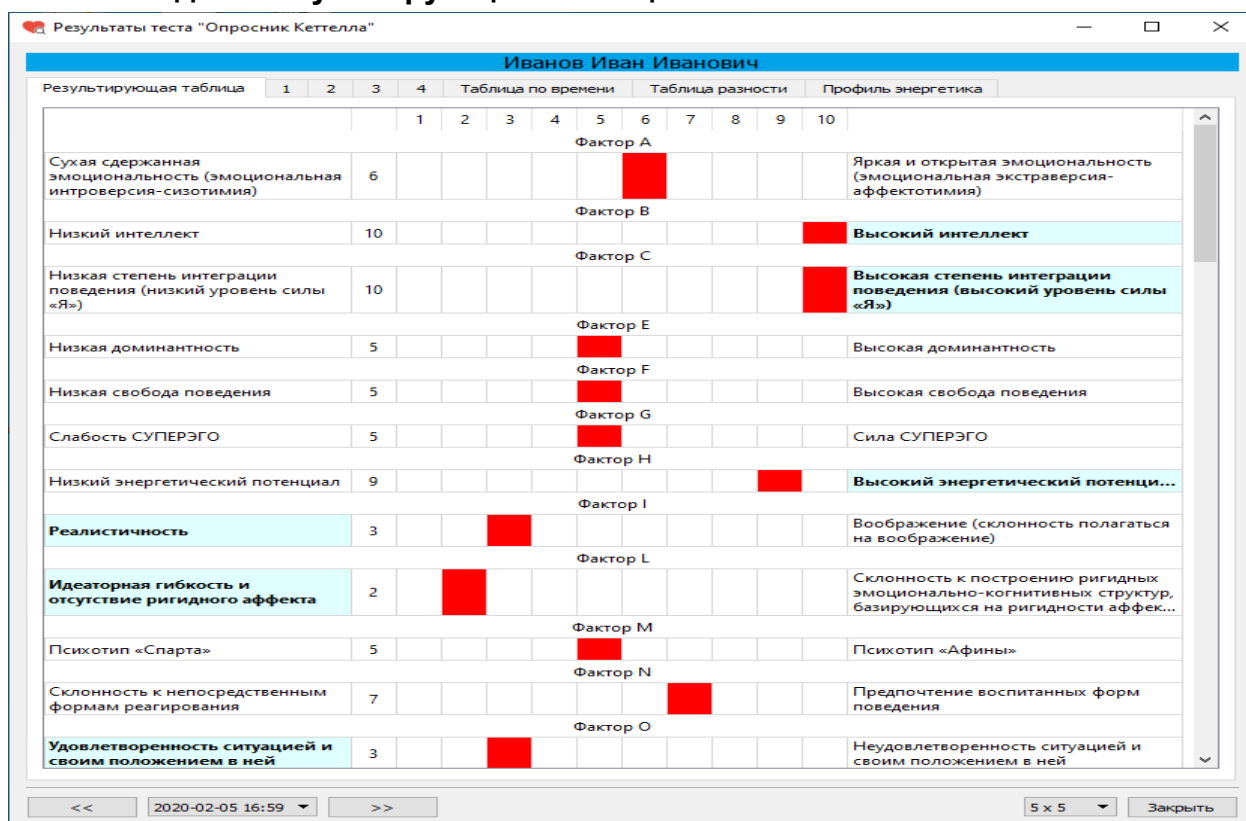 Результаты теста "Опросник Кеттелла"
Иванов Иван Иванович
Результирующая таблица 1 2 3 4 Таблица по времени Таблица разности Профиль энергетика
1 2 3 4 5 6 7 8 9 10
Фактор A
Сухая сдержанная
эмоциональность (эмоциональная
интроверсия-сизотимия)
6
Яркая и открытая эмоциональность
(эмоциональная экстраверсия-
аффектотимия)
Фактор B
Низкий интеллект 10 Высокий интеллект
Фактор C
Низкая степень интеграции
поведения (низкий уровень силы
«Я»)
10
Высокая степень интеграции
поведения (высокий уровень силы
«Я»)
Фактор E
Низкая доминантность 5 Высокая доминантность
Фактор F
Низкая свобода поведения 5 Высокая свобода поведения
Фактор G
Слабость СУПЕРЭГО 5 Сила СУПЕРЭГО
Фактор H
Низкий энергетический потенциал 9 Высокий энергетический потенци...
Фактор I
Реалистичность 3
Воображение (склонность полагаться
на воображение)
Фактор L
Идеаторная гибкость и
отсутствие ригидного аффекта
2
Склонность к построению ригидных
эмоционально-когнитивных структур,
базирующихся на ригидности аффек...
Фактор M
Психотип «Спарта» 5 Психотип «Афины»
Фактор N
Склонность к непосредственным
формам реагирования
7
Предпочтение воспитанных форм
поведения
Фактор O
Удовлетворенность ситуацией и
своим положением в ней
3
Неудовлетворенность ситуацией и
своим положением в ней
<< 2020-02-05 16:59 >> 5 x 5 Закрыть